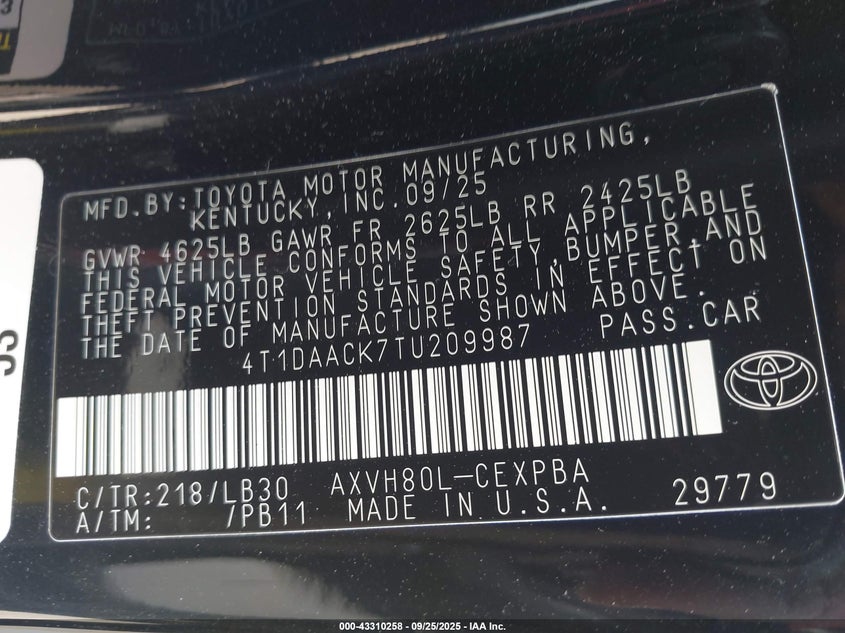 MFD.BY:TOYOTA MOTOR MANUFACTURING,
KENTUCKY,INC.09/25
GVWR 4625LB GAWR FR 2625LB RR 2425LB
THIS VEHICLE CONFORMS TO ALL APPLICABLE
FEDERAL MOTOR VEHICLE SAFETY,BUMPER,AND
THEFT PREVENTION STANDARDS IN EFFECT ON
THE DATE OF MANUFACTURE SHOWN ABOVE.
4T1DAACK7TU209987 PASS.CAR
C/TR:218/LB30 AXVH80L-CEXPBA
A/TM: /PB11 MADE IN U.S.A. 29779
000-43310258 - 09/25/2025 - IAA Inc.